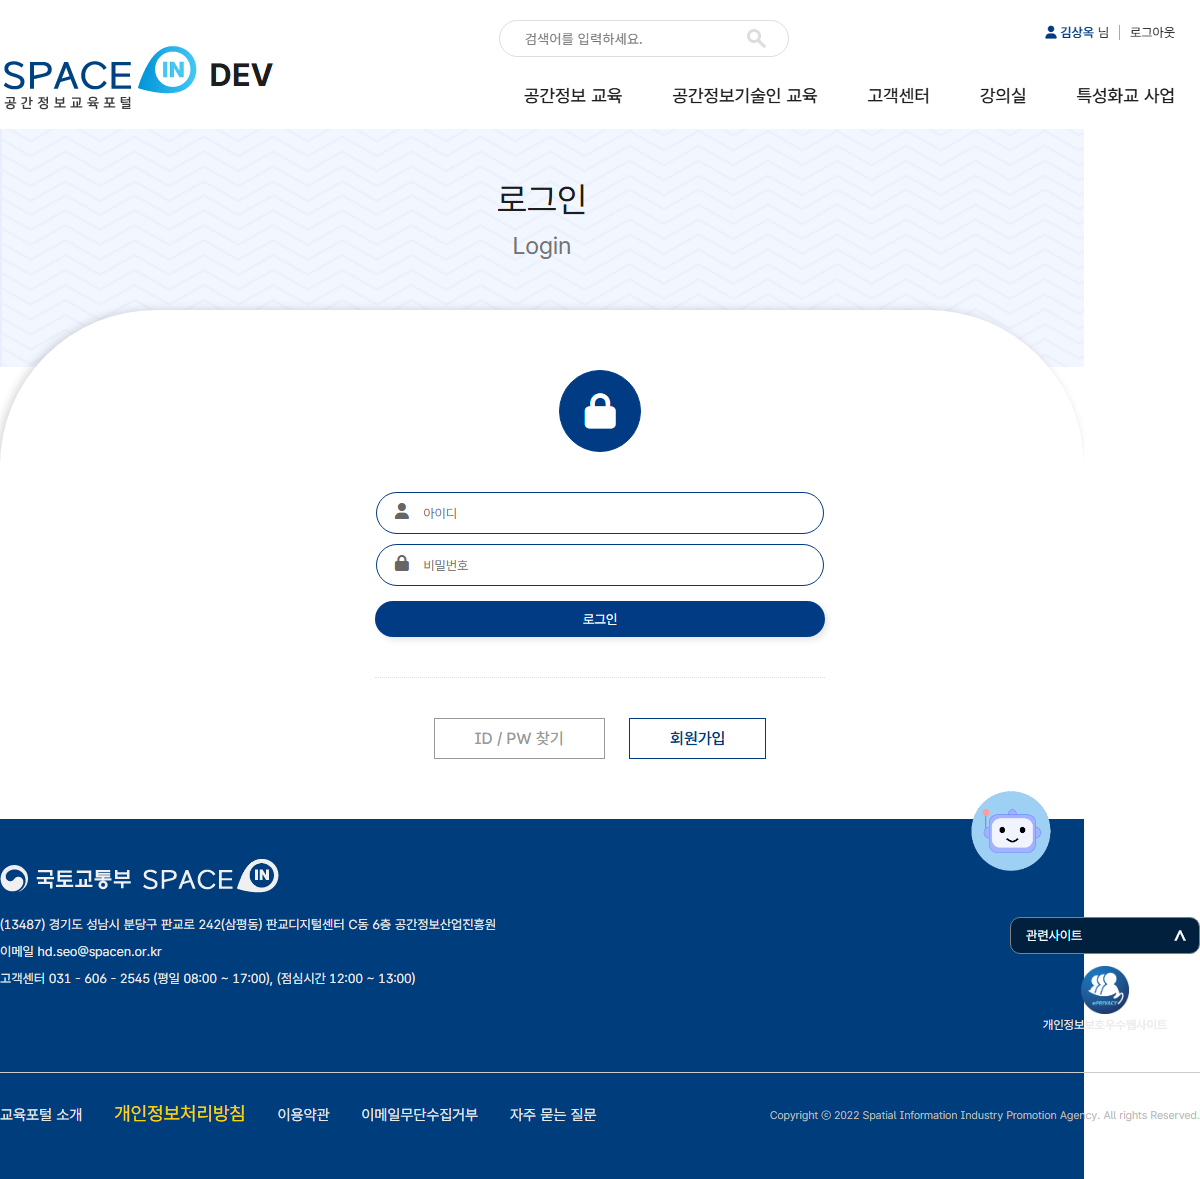 검색어를 입력하세요.
김상옥 님
로그아웃
SPACE IN DEV
공간정보교육포털
공간정보 교육
공간정보기술인 교육
고객센터
강의실
특성화교 사업
로그인
Login
아이디
비밀번호
로그인
ID / PW 찾기
회원가입
국토교통부 SPACE IN
(13487) 경기도 성남시 분당구 판교로 242(삼평동) 판교디지털센터 C동 6층 공간정보산업진흥원
관련사이트
이메일 hd.seo@spacen.or.kr
고객센터 031 - 606 - 2545 (평일 08:00 ~ 17:00), (점심시간 12:00 ~ 13:00)
ePRIVACY
개인정보보호우수웹사이트
교육포털 소개
개인정보처리방침
이용약관
이메일무단수집거부
자주 묻는 질문
Copyright ⓒ 2022 Spatial Information Industry Promotion Agency. All rights Reserved.